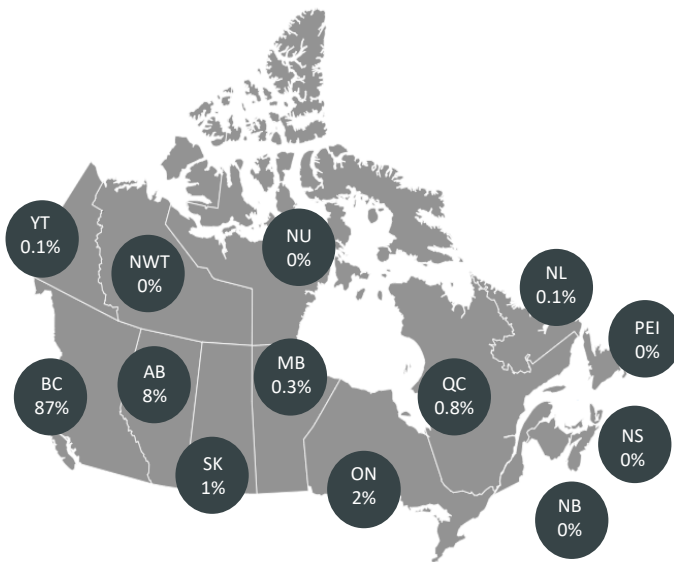 YT
0.1%
NWT
0%
NU
0%
NL
0.1%
PEI
0%
BC
87%
AB
8%
MB
0.3%
QC
0.8%
NS
0%
SK
1%
ON
2%
NB
0%